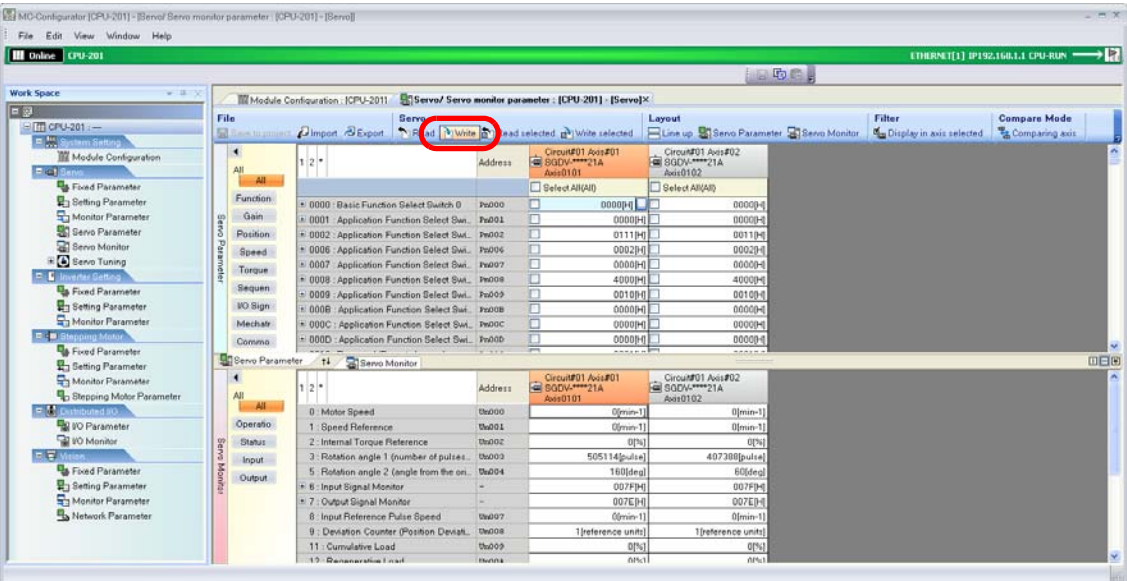 MC-Configurator [CPU-201] - [Servo/ Servo monitor parameter : [CPU-201] - [Servo]]
File Edit View Window Help
Online CPU-201 ETHERNET[1] IP192.168.1.1 CPU-RUN
Work Space
Module Configuration : [CPU-201] Servo/ Servo monitor parameter : [CPU-201] - [Servo]×
File Servo Layout Filter Compare Mode
Save to project Import Export Read Write Read selected Write selected Line up Servo Parameter Servo Monitor Display in axis selected Comparing axis
CPU-201 : ---
System Setting
Module Configuration
Servo
Fixed Parameter
Setting Parameter
Monitor Parameter
Servo Parameter
Servo Monitor
Servo Tuning
Inverter Setting
Fixed Parameter
Setting Parameter
Monitor Parameter
Stepping Motor
Fixed Parameter
Setting Parameter
Monitor Parameter
Stepping Motor Parameter
Distributed I/O
I/O Parameter
I/O Monitor
Vision
Fixed Parameter
Setting Parameter
Monitor Parameter
Network Parameter
Servo Parameter
All
All
Function
Gain
Position
Speed
Torque
Sequen
I/O Sign
Mechatr
Commo
1 2 * Address Circuit#01 Axis#01 Circuit#01 Axis#02
SGDV-****21A SGDV-****21A
Axis0101 Axis0102
Select All(All) Select All(All)
0000 : Basic Function Select Switch 0 Pn000 0000[H] 0000[H]
0001 : Application Function Select Swi... Pn001 0000[H] 0000[H]
0002 : Application Function Select Swi... Pn002 0111[H] 0011[H]
0006 : Application Function Select Swi... Pn006 0002[H] 0002[H]
0007 : Application Function Select Swi... Pn007 0000[H] 0000[H]
0008 : Application Function Select Swi... Pn008 4000[H] 4000[H]
0009 : Application Function Select Swi... Pn009 0010[H] 0010[H]
000B : Application Function Select Swi... Pn00B 0000[H] 0000[H]
000C : Application Function Select Swi... Pn00C 0000[H] 0000[H]
000D : Application Function Select Swi... Pn00D 0000[H] 0000[H]
Servo Parameter Servo Monitor
Servo Monitor
All
All
Operatio
Status
Input
Output
1 2 * Address Circuit#01 Axis#01 Circuit#01 Axis#02
SGDV-****21A SGDV-****21A
Axis0101 Axis0102
0 : Motor Speed Un000 0[min-1] 0[min-1]
1 : Speed Reference Un001 0[min-1] 0[min-1]
2 : Internal Torque Reference Un002 0[%] 0[%]
3 : Rotation angle 1 (number of pulses... Un003 505114[pulse] 407388[pulse]
5 : Rotation angle 2 (angle from the ori... Un004 160[deg] 60[deg]
6 : Input Signal Monitor - 007F[H] 007F[H]
7 : Output Signal Monitor - 007E[H] 007E[H]
8 : Input Reference Pulse Speed Un007 0[min-1] 0[min-1]
9 : Deviation Counter (Position Deviati... Un008 1[reference units] 1[reference units]
11 : Cumulative Load Un009 0[%] 0[%]
12 : Regenerative Load Un00A 0[%] 0[%]